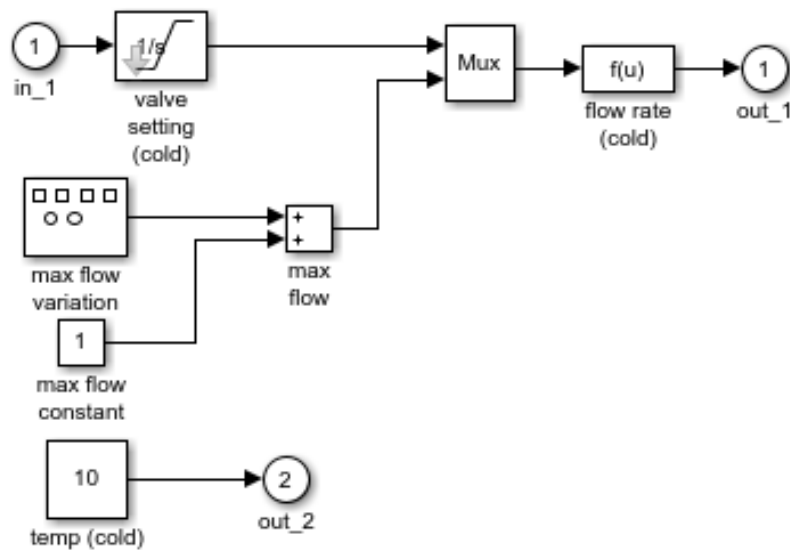 1
in_1
1/s
valve
setting
(cold)
Mux
f(u)
flow rate
(cold)
1
out_1
max flow
variation
+
+
max
flow
1
max flow
constant
10
temp (cold)
2
out_2